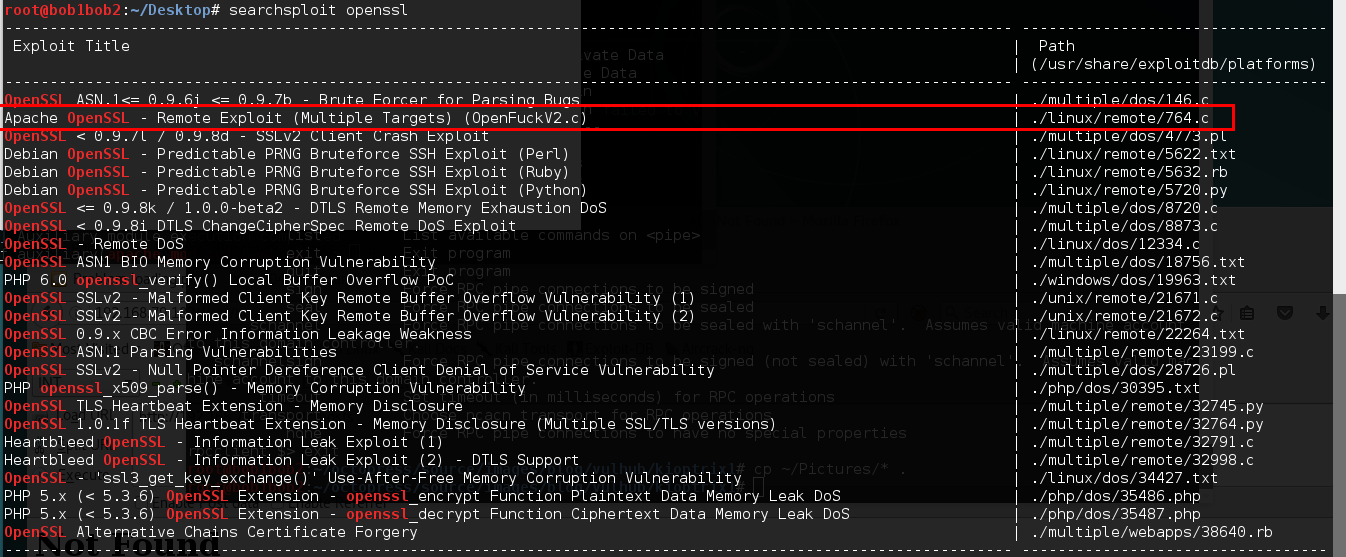 root@bob1bob2:~/Desktop# searchsploit openssl
Exploit Title | Path
| (/usr/share/exploitdb/platforms)
OpenSSL ASN.1<= 0.9.6j <= 0.9.7b - Brute Forcer for Parsing Bugs | ./multiple/dos/146.c
Apache OpenSSL - Remote Exploit (Multiple Targets) (OpenFuckV2.c) | ./linux/remote/764.c
OpenSSL < 0.9.7l / 0.9.8d - SSLv2 Client Crash Exploit | ./multiple/dos/4773.pl
Debian OpenSSL - Predictable PRNG Bruteforce SSH Exploit (Perl) | ./linux/remote/5622.txt
Debian OpenSSL - Predictable PRNG Bruteforce SSH Exploit (Ruby) | ./linux/remote/5632.rb
Debian OpenSSL - Predictable PRNG Bruteforce SSH Exploit (Python) | ./linux/remote/5720.py
OpenSSL <= 0.9.8k / 1.0.0-beta2 - DTLS Remote Memory Exhaustion DoS | ./multiple/dos/8720.c
OpenSSL < 0.9.8i DTLS ChangeCipherSpec Remote DoS Exploit | ./multiple/dos/8873.c
OpenSSL - Remote DoS | ./linux/dos/12334.c
OpenSSL ASN1 BIO Memory Corruption Vulnerability | ./multiple/dos/18756.txt
PHP 6.0 openssl_verify() Local Buffer Overflow PoC | ./windows/dos/19963.txt
OpenSSL SSLv2 - Malformed Client Key Remote Buffer Overflow Vulnerability (1) | ./unix/remote/21671.c
OpenSSL SSLv2 - Malformed Client Key Remote Buffer Overflow Vulnerability (2) | ./unix/remote/21672.c
OpenSSL 0.9.x CBC Error Information Leakage Weakness | ./linux/remote/22264.txt
OpenSSL ASN.1 Parsing Vulnerabilities | ./multiple/remote/23199.c
OpenSSL SSLv2 - Null Pointer Dereference Client Denial of Service Vulnerability | ./multiple/dos/28726.pl
PHP openssl_x509_parse() - Memory Corruption Vulnerability | ./php/dos/30395.txt
OpenSSL TLS Heartbeat Extension - Memory Disclosure | ./multiple/remote/32745.py
OpenSSL 1.0.1f TLS Heartbeat Extension - Memory Disclosure (Multiple SSL/TLS versions) | ./multiple/remote/32764.py
Heartbleed OpenSSL - Information Leak Exploit (1) | ./multiple/remote/32791.c
Heartbleed OpenSSL - Information Leak Exploit (2) - DTLS Support | ./multiple/remote/32998.c
OpenSSL 'ssl3_get_key_exchange()' Use-After-Free Memory Corruption Vulnerability | ./linux/dos/34427.txt
PHP 5.x (< 5.3.6) OpenSSL Extension - openssl_encrypt Function Plaintext Data Memory Leak DoS | ./php/dos/35486.php
PHP 5.x (< 5.3.6) OpenSSL Extension - openssl_decrypt Function Ciphertext Data Memory Leak DoS | ./php/dos/35487.php
OpenSSL Alternative Chains Certificate Forgery | ./multiple/webapps/38640.rb
Not Found